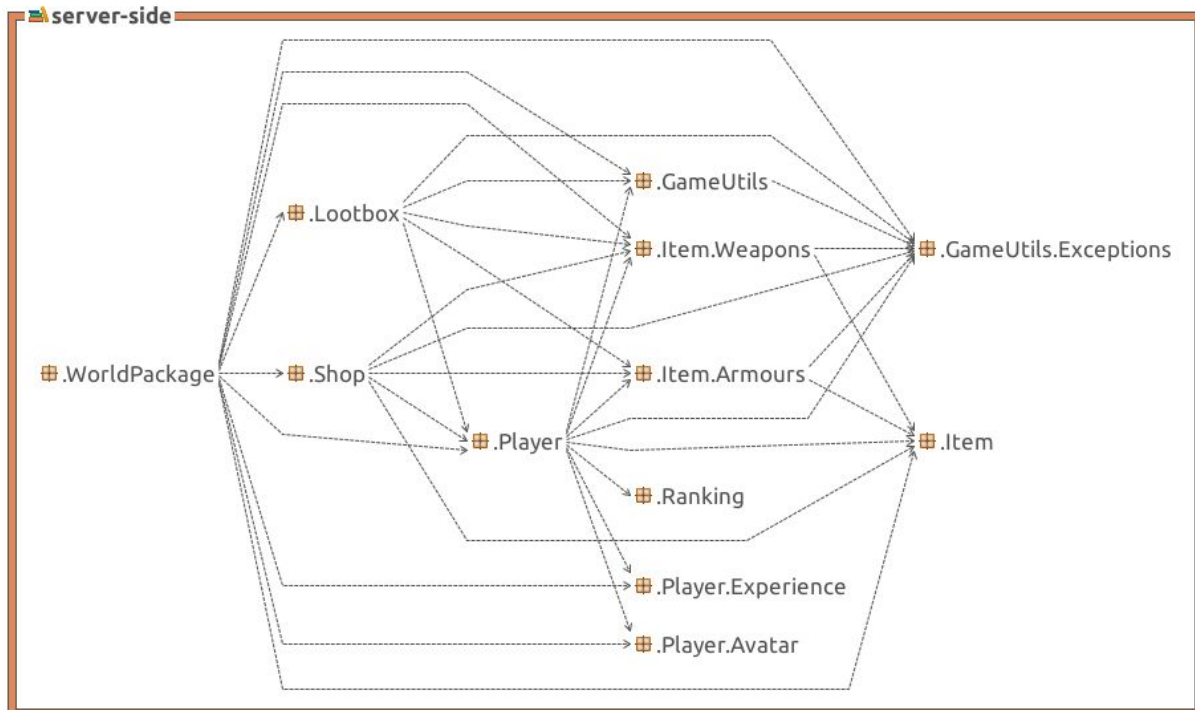 server-side
.GameUtils
.Lootbox
.Item.Weapons
.GameUtils.Exceptions
.WorldPackage
.Shop
.Item.Armours
.Player
.Item
.Ranking
.Player.Experience
.Player.Avatar